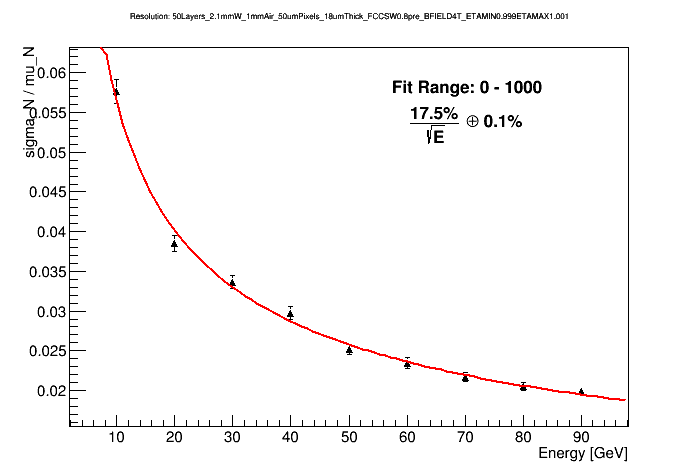 Resolution: 50Layers_2.1mmW_1mmAir_50umPixels_18umThick_FCCSW0.8pre_BFIELD4T_ETAMIN0.999ETAMAX1.001
sigma_N / mu_N
0.06
0.055
0.05
0.045
0.04
0.035
0.03
0.025
0.02
Fit Range: 0 - 1000
17.5%
√E
⊕ 0.1%
10 20 30 40 50 60 70 80 90
Energy [GeV]